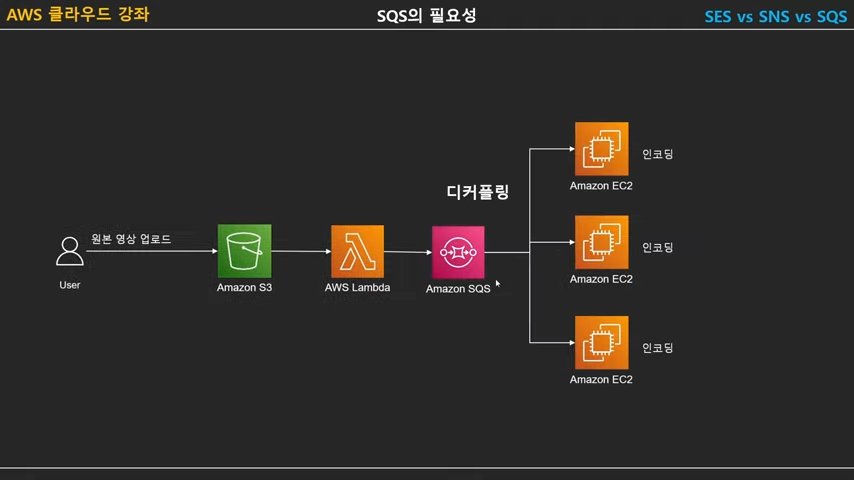 AWS 클라우드 강좌
SQS의 필요성
SES vs SNS vs SQS
인코딩
Amazon EC2
디커플링
원본 영상 업로드
인코딩
User
Amazon S3
AWS Lambda
Amazon SQS
Amazon EC2
인코딩
Amazon EC2